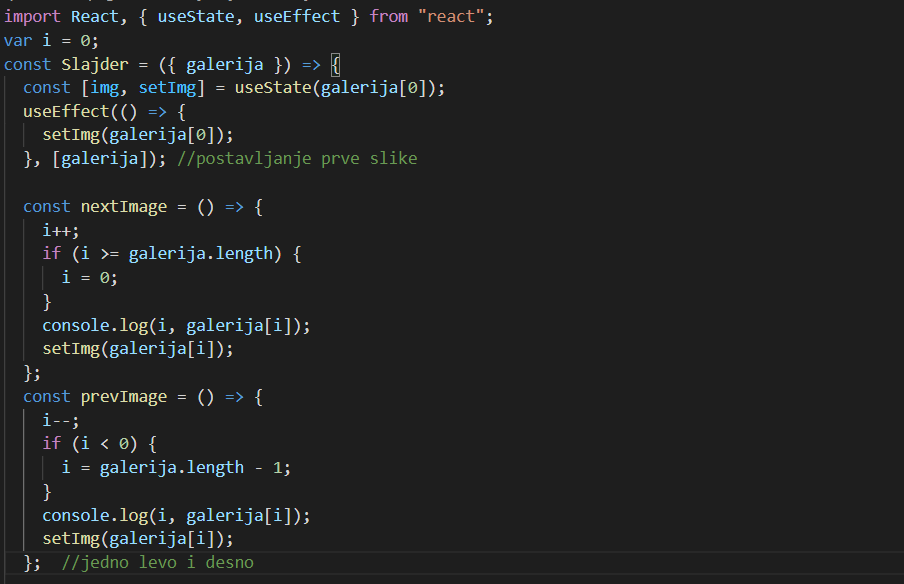 import React, { useState, useEffect } from "react";
var i = 0;
const Slajder = ({ galerija }) => {
  const [img, setImg] = useState(galerija[0]);
  useEffect(() => {
    setImg(galerija[0]);
  }, [galerija]); //postavljanje prve slike

  const nextImage = () => {
    i++;
    if (i >= galerija.length) {
      i = 0;
    }
    console.log(i, galerija[i]);
    setImg(galerija[i]);
  };
  const prevImage = () => {
    i--;
    if (i < 0) {
      i = galerija.length - 1;
    }
    console.log(i, galerija[i]);
    setImg(galerija[i]);
  };  //jedno levo i desno